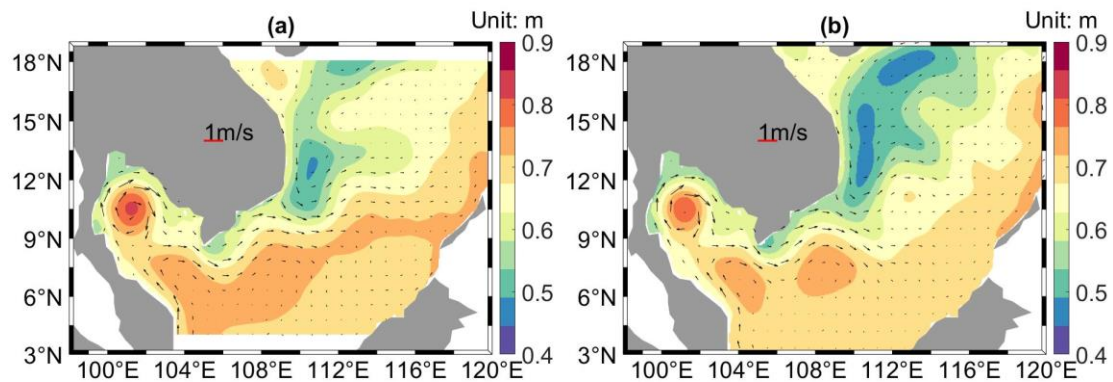 (a) Unit: m (b) Unit: m
18°N 0.9 18°N 0.9
15°N 1m/s 0.8 15°N 1m/s 0.8
12°N 0.7 12°N 0.7
9°N 0.6 9°N 0.6
6°N 0.5 6°N 0.5
3°N 0.4 3°N 0.4
100°E 104°E 108°E 112°E 116°E 120°E 100°E 104°E 108°E 112°E 116°E 120°E